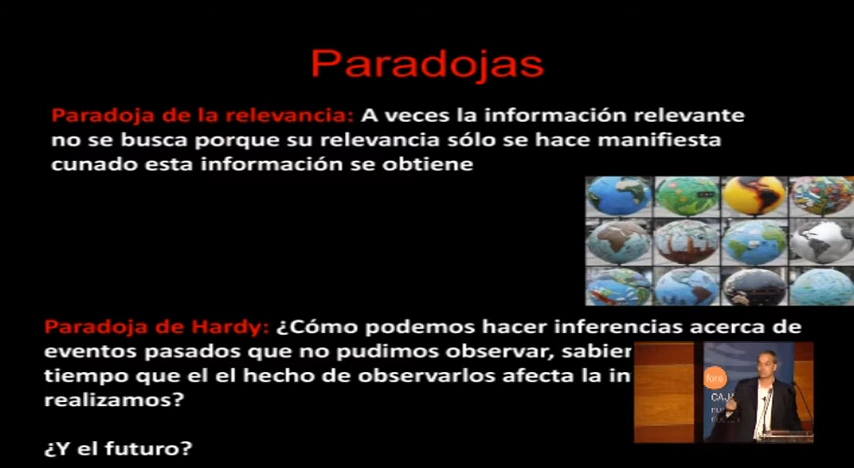 Paradojas
Paradoja de la relevancia: A veces la información relevante
no se busca porque su relevancia sólo se hace manifiesta
cunado esta información se obtiene
Paradoja de Hardy: ¿Cómo podemos hacer inferencias acerca de
eventos pasados que no pudimos observar,
tiempo que el el hecho de observarlos afecta la
realizamos?
¿Y el futuro?
foro